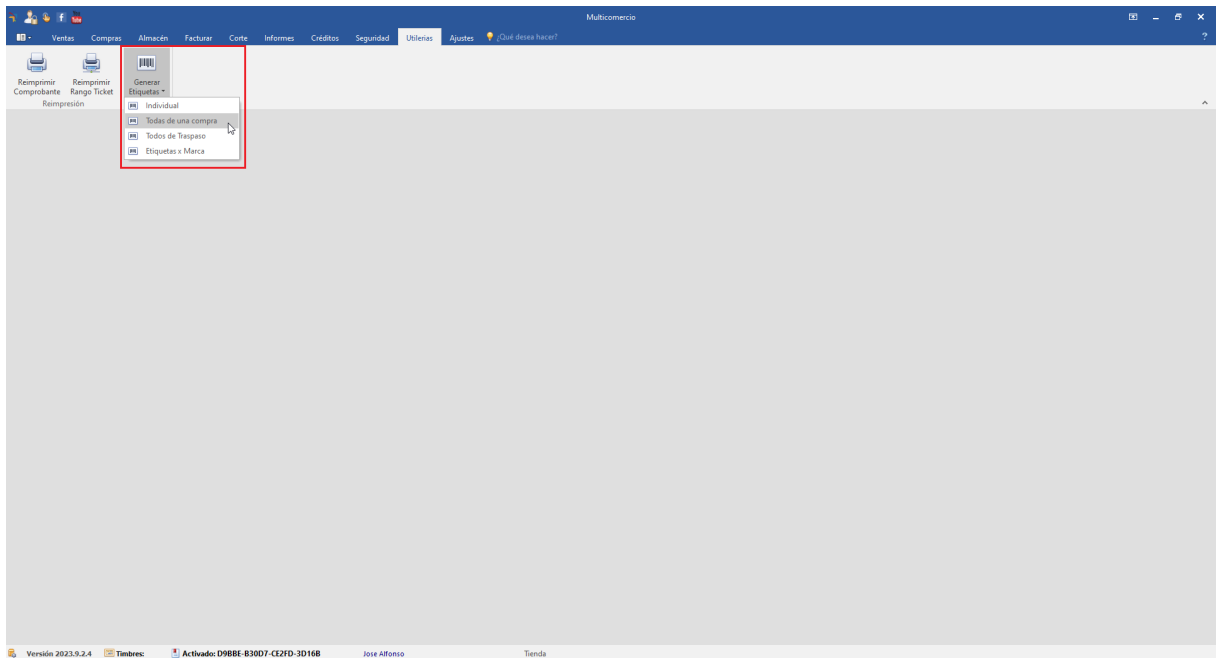 Multicomercio
Ventas Compras Almacén Facturar Corte Informes Créditos Seguridad Utilerias Ajustes ¿Qué desea hacer? ?
Reimprimir Comprobante
Reimprimir Rango Ticket
Generar Etiquetas
Reimpresión
Individual
Todas de una compra
Todos de Traspaso
Etiquetas x Marca
Versión 2023.9.2.4 Timbres: Activado: D9BBE-B30D7-CE2FD-3D16B Jose Alfonso Tienda